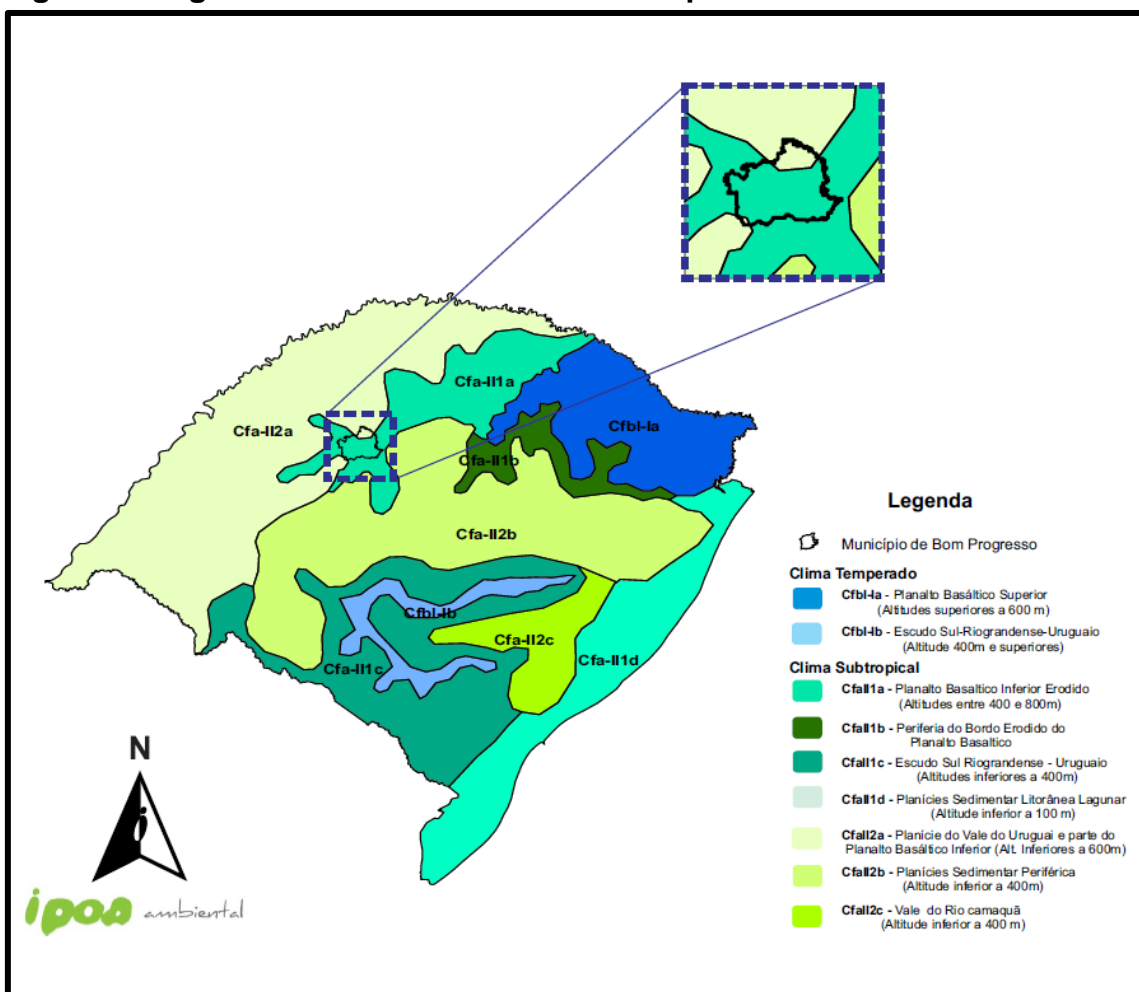 Cfa-II1a
Cfa-II2a
Cfbl-Ia
Cfa-II1b
Cfa-II2b
Cfbl-Ib
Cfa-II2c
Cfa-II1c
Cfa-II1d
N
ipoa ambiental
Legenda
Município de Bom Progresso
Clima Temperado
Cfbl-Ia - Planalto Basáltico Superior
(Altitudes superiores a 600 m)
Cfbl-Ib - Escudo Sul-Riograndense-Uruguaio
(Altitude 400m e superiores)
Clima Subtropical
CfaII1a - Planalto Basaltico Inferior Erodido
(Altitudes entre 400 e 800m)
CfaII1b - Periferia do Bordo Erodido do
Planalto Basaltico
CfaII1c - Escudo Sul Riograndense - Uruguaio
(Altitudes inferiores a 400m)
CfaII1d - Planícies Sedimentar Litorânea Lagunar
(Altitude inferior a 100 m)
CfaII2a - Planície do Vale do Uruguai e parte do
Planalto Basáltico Inferior (Alt. Inferiores a 600m)
CfaII2b - Planícies Sedimentar Periférica
(Altitude inferior a 400m)
CfaII2c - Vale do Rio camaquã
(Altitude inferior a 400 m)